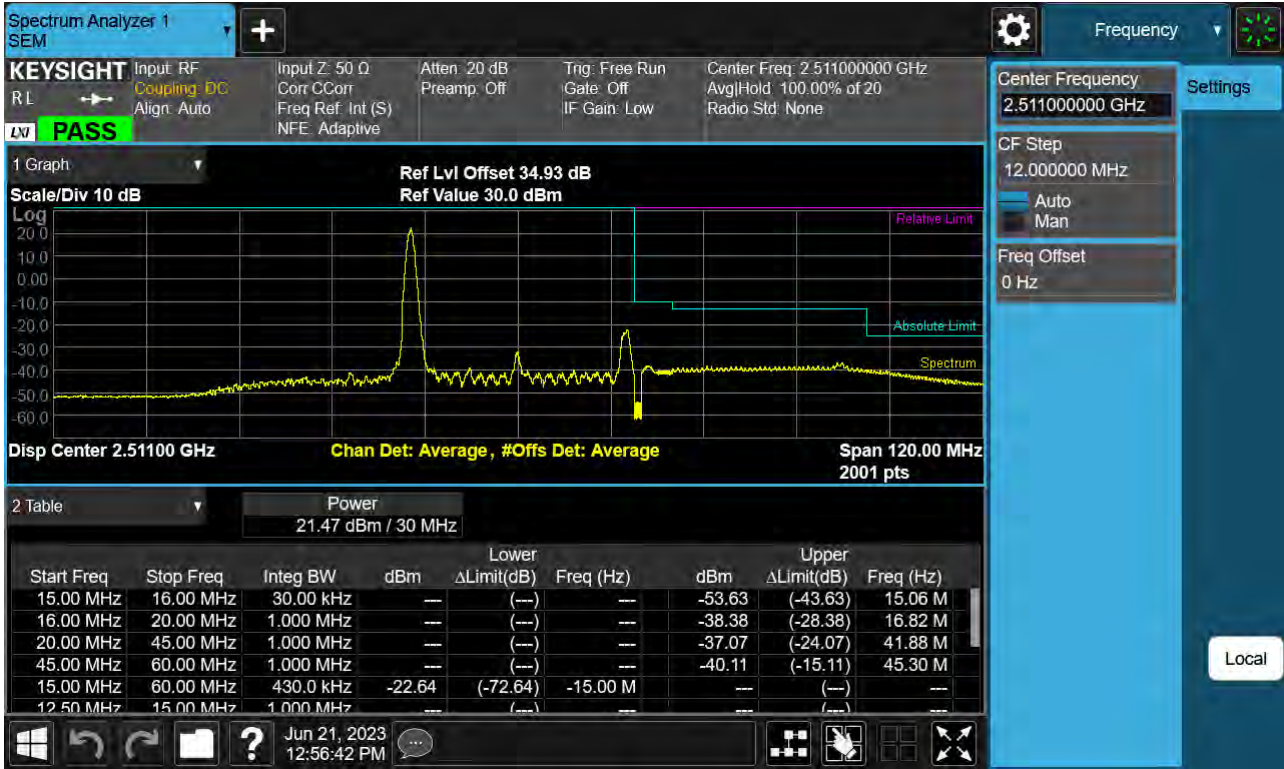 Spectrum Analyzer 1
SEM
Frequency
KEYSIGHT
Input: RF
Coupling: DC
Align: Auto
Input Z: 50 Ω
Corr CCorr
Freq Ref: Int (S)
NFE: Adaptive
Atten: 20 dB
Preamp: Off
Trig: Free Run
Gate: Off
IF Gain: Low
Center Freq: 2.511000000 GHz
Avg|Hold: 100.00% of 20
Radio Std: None
R L
LXI
PASS
Center Frequency
2.511000000 GHz
Settings
CF Step
12.000000 MHz
Auto
Man
Freq Offset
0 Hz
1 Graph
Ref Lvl Offset 34.93 dB
Scale/Div 10 dB
Ref Value 30.0 dBm
Log
Relative Limit
20.0
10.0
0.00
-10.0
-20.0
Absolute Limit
-30.0
-40.0
Spectrum
-50.0
-60.0
Disp Center 2.51100 GHz
Chan Det: Average , #Offs Det: Average
Span 120.00 MHz
2001 pts
2 Table
Power
21.47 dBm / 30 MHz
Lower Upper
Start Freq Stop Freq Integ BW dBm ΔLimit(dB) Freq (Hz) dBm ΔLimit(dB) Freq (Hz)
15.00 MHz 16.00 MHz 30.00 kHz --- (---) --- -53.63 (-43.63) 15.06 M
16.00 MHz 20.00 MHz 1.000 MHz --- (---) --- -38.38 (-28.38) 16.82 M
20.00 MHz 45.00 MHz 1.000 MHz --- (---) --- -37.07 (-24.07) 41.88 M
45.00 MHz 60.00 MHz 1.000 MHz --- (---) --- -40.11 (-15.11) 45.30 M
15.00 MHz 60.00 MHz 430.0 kHz -22.64 (-72.64) -15.00 M --- (---) ---
12.50 MHz 15.00 MHz 1.000 MHz --- (---) --- --- (---) ---
Local
?
Jun 21, 2023
12:56:42 PM